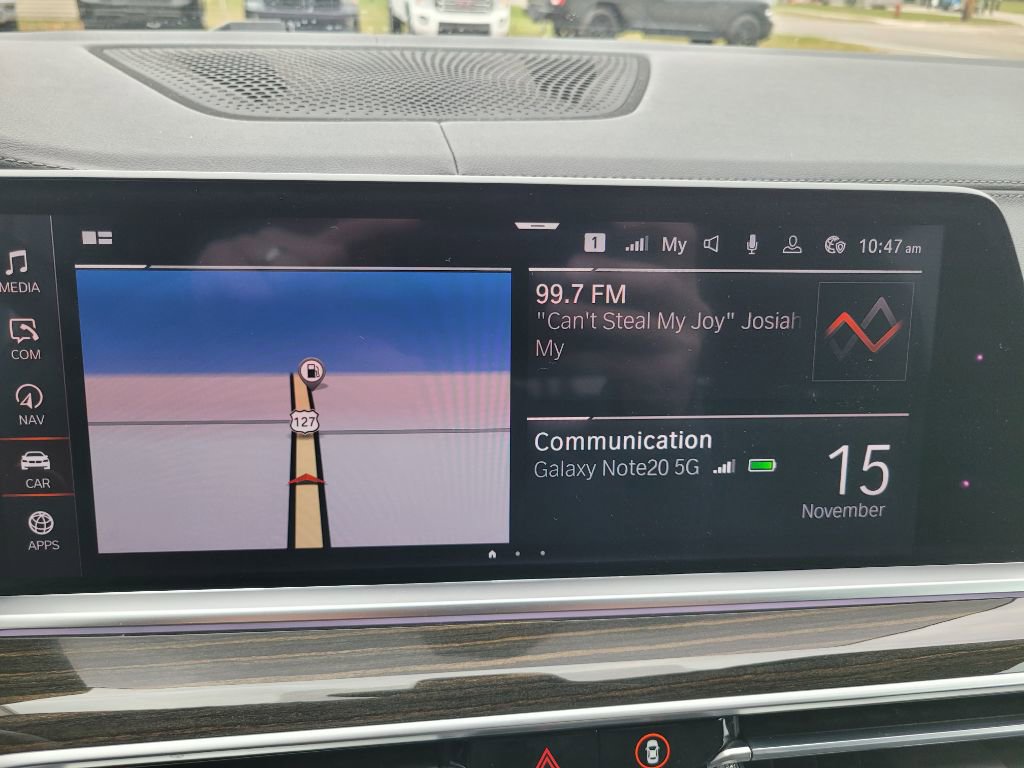 1 My 10:47 am
MEDIA
COM
NAV
CAR
APPS
127
99.7 FM
"Can't Steal My Joy" Josiah
My
Communication
Galaxy Note20 5G
15
November